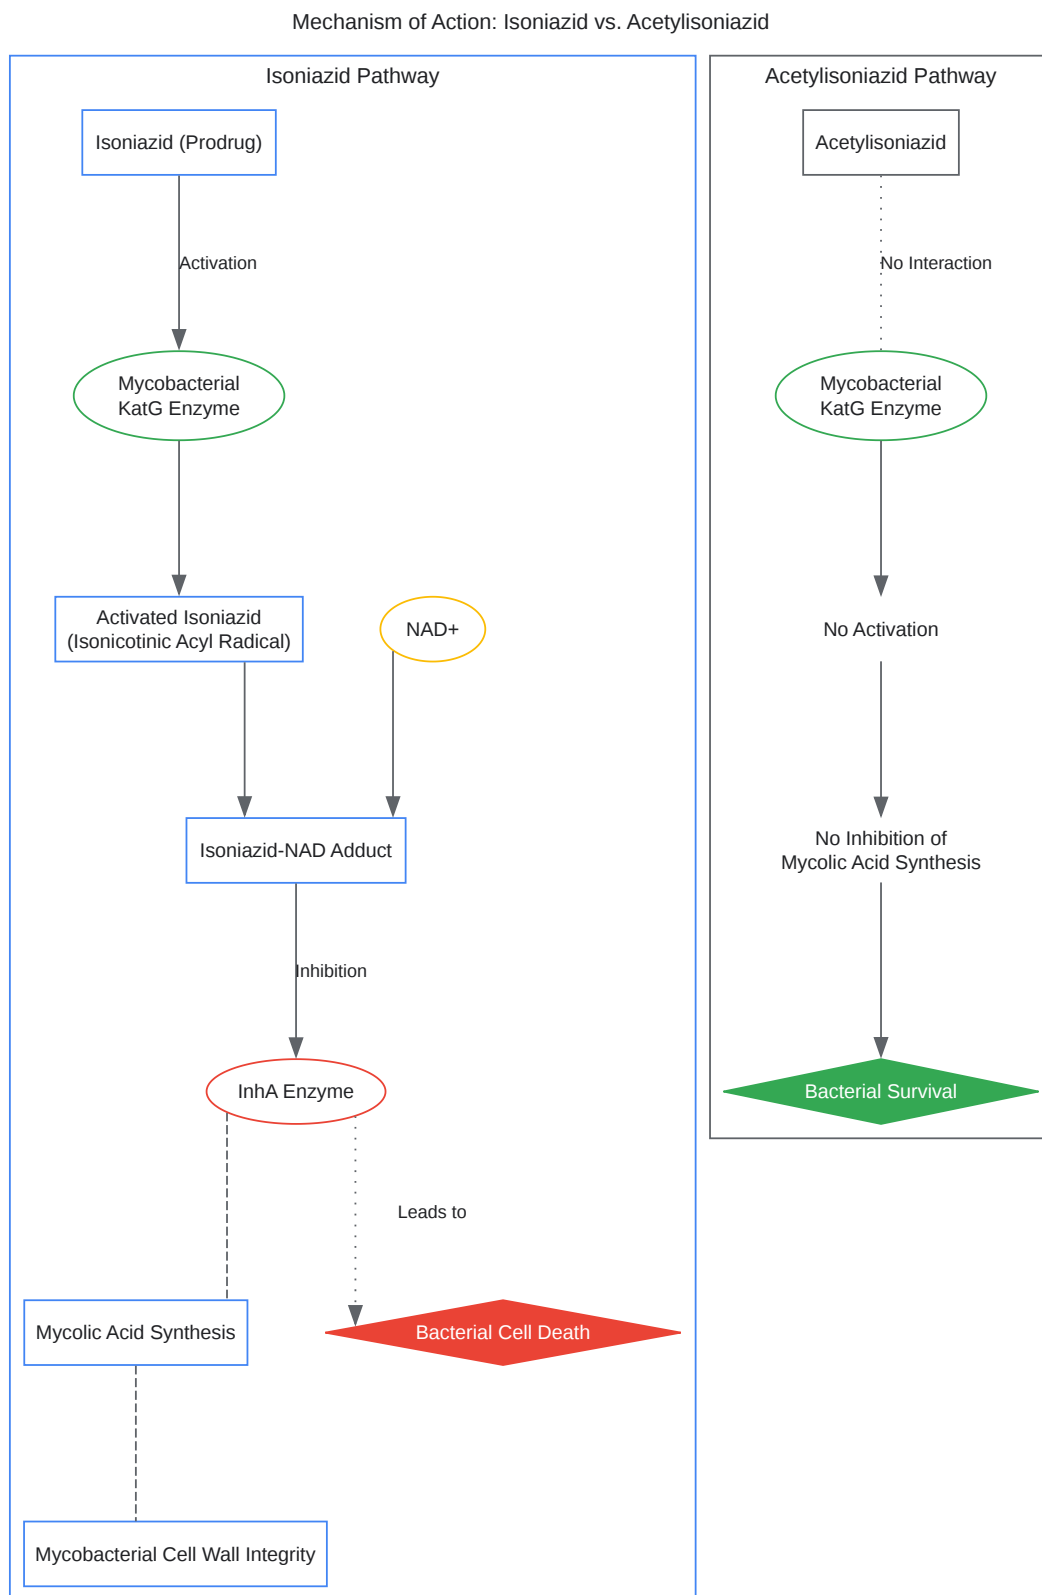 Mechanism of Action: Isoniazid vs. Acetylisoniazid
Isoniazid Pathway
Isoniazid (Prodrug)
Activation
Mycobacterial
KatG Enzyme
Activated Isoniazid
(Isonicotinic Acyl Radical)
NAD+
Isoniazid-NAD Adduct
Inhibition
InhA Enzyme
Leads to
Mycolic Acid Synthesis
Bacterial Cell Death
Mycobacterial Cell Wall Integrity
Acetylisoniazid Pathway
Acetylisoniazid
No Interaction
Mycobacterial
KatG Enzyme
No Activation
No Inhibition of
Mycolic Acid Synthesis
Bacterial Survival